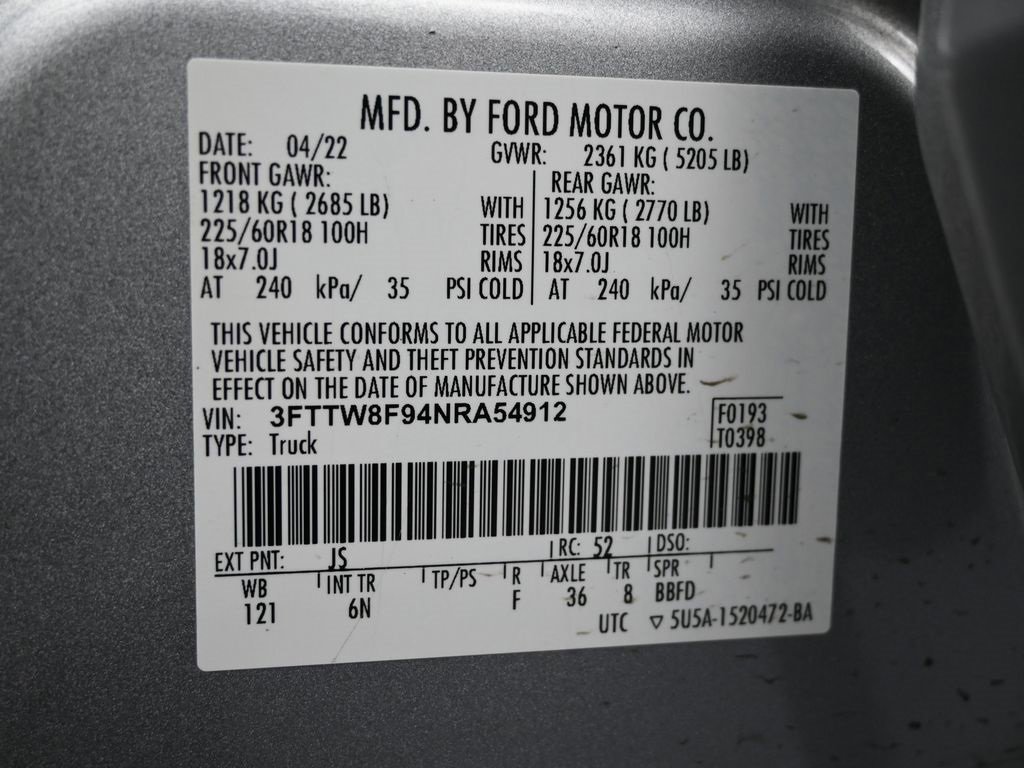 MFD. BY FORD MOTOR CO.
DATE: 04/22 GVWR: 2361 KG ( 5205 LB)
FRONT GAWR: REAR GAWR:
1218 KG ( 2685 LB) WITH 1256 KG ( 2770 LB) WITH
225/60R18 100H TIRES 225/60R18 100H TIRES
18x7.0J RIMS 18x7.0J RIMS
AT 240 kPa/ 35 PSI COLD AT 240 kPa/ 35 PSI COLD
THIS VEHICLE CONFORMS TO ALL APPLICABLE FEDERAL MOTOR
VEHICLE SAFETY AND THEFT PREVENTION STANDARDS IN
EFFECT ON THE DATE OF MANUFACTURE SHOWN ABOVE.
VIN: 3FTTW8F94NRA54912 F0193
TYPE: Truck T0398
EXT PNT: JS RC: 52 DSO:
WB INT TR TP/PS R AXLE TR SPR
121 6N F 36 8 BBFD
UTC ▽ 5U5A-1520472-BA